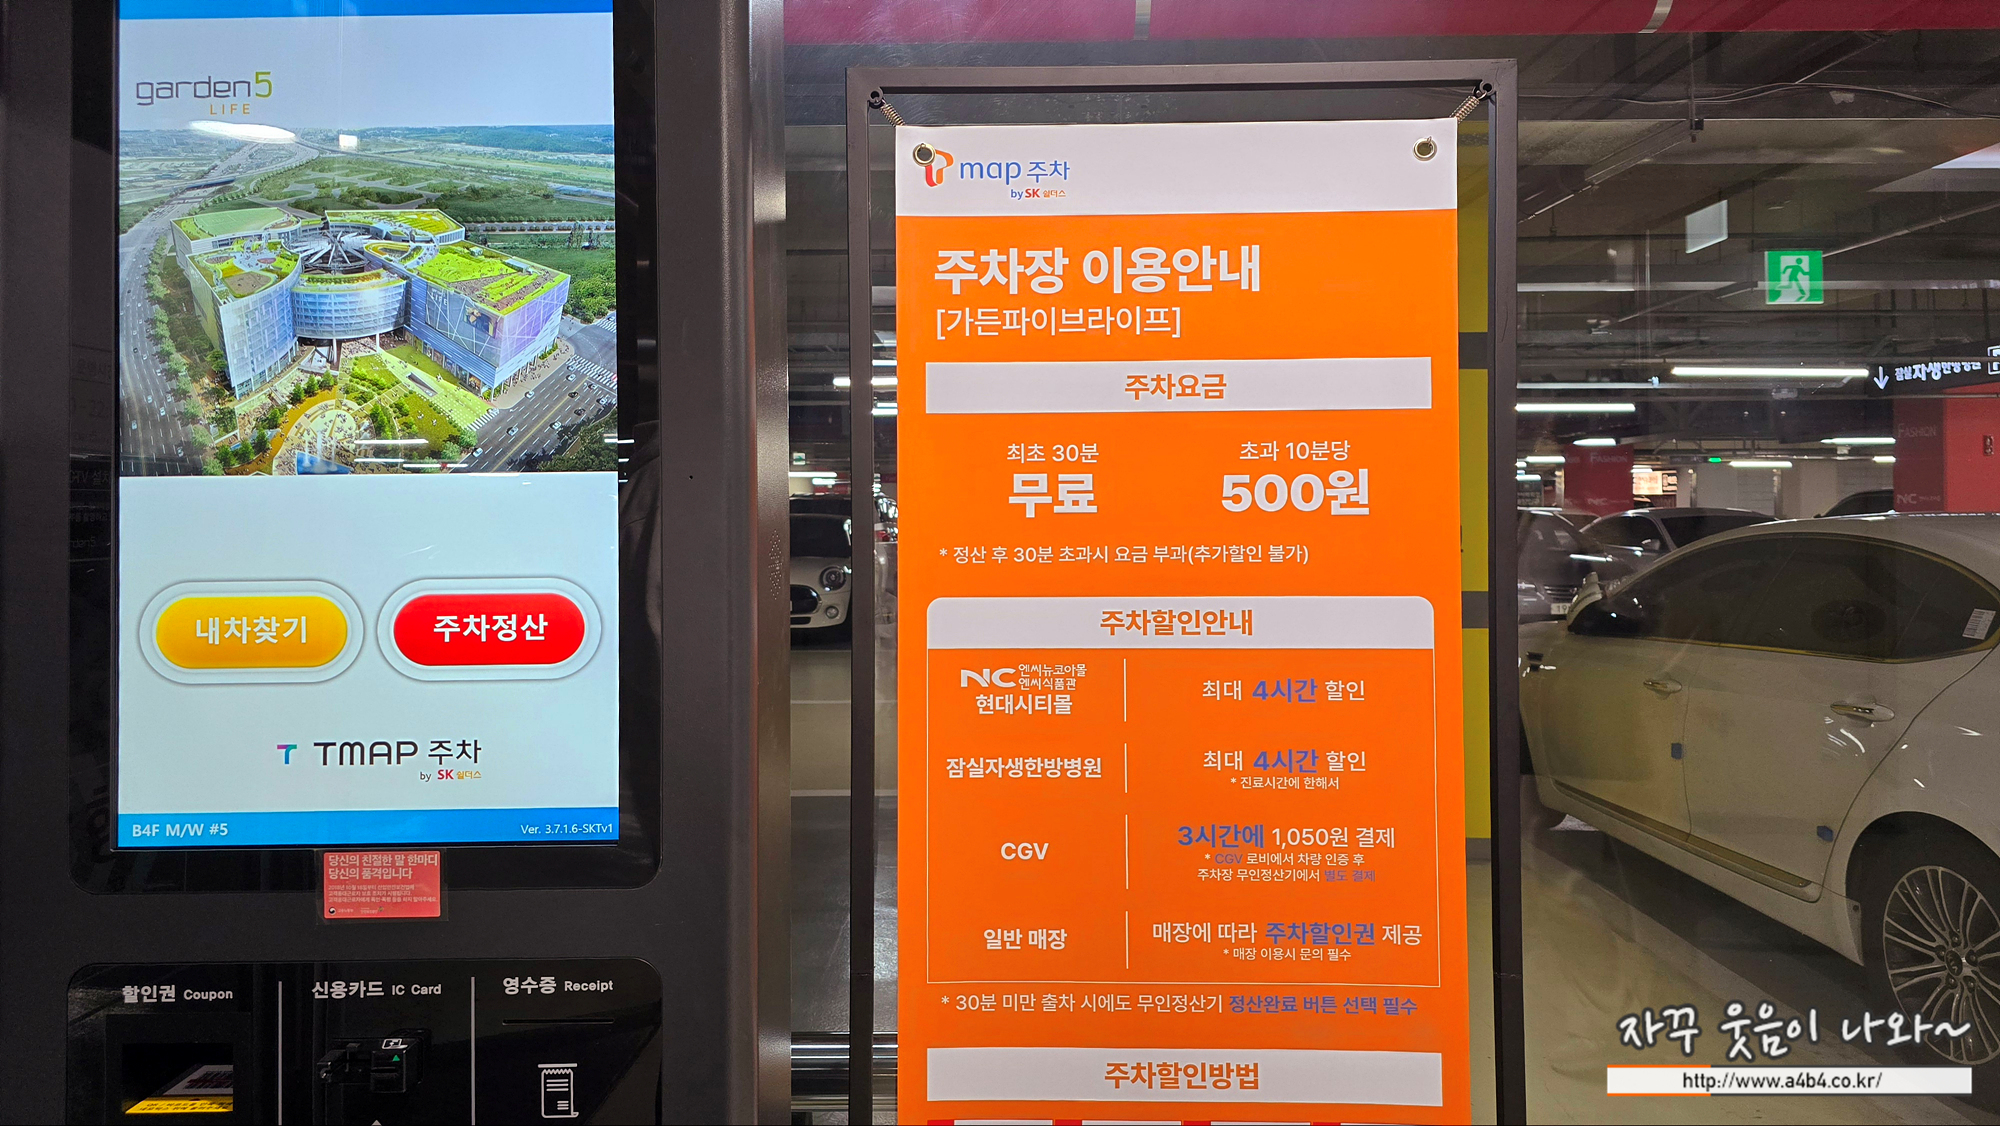 garden5
LIFE
내차찾기
주차정산
TMAP 주차
by SK 쉴더스
B4F M/W #5
Ver. 3.7.1.6-SKTv1
당신의 친절한 말 한마디
당신의 품격입니다
할인권 Coupon
신용카드 IC Card
영수증 Receipt
map 주차
by SK 쉴더스
주차장 이용안내
[가든파이브라이프]
주차요금
최초 30분
무료
초과 10분당
500원
* 정산 후 30분 초과시 요금 부과(추가할인 불가)
주차할인안내
NC 엔씨뉴코아몰
엔씨식품관
현대시티몰
최대 4시간 할인
잠실자생한방병원
최대 4시간 할인
* 진료시간에 한해서
CGV
3시간에 1,050원 결제
* CGV 로비에서 차량 인증 후
주차장 무인정산기에서 별도 결제
일반 매장
매장에 따라 주차할인권 제공
* 매장 이용시 문의 필수
* 30분 미만 출차 시에도 무인정산기 정산완료 버튼 선택 필수
주차할인방법
잠실자생한방병원
FASHION
FASHION
NC
자꾸 웃음이 나와~
http://www.a4b4.co.kr/